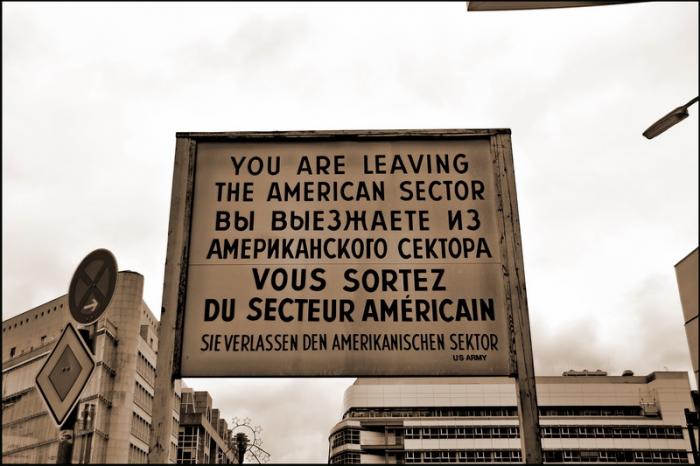 YOU ARE LEAVING
THE AMERICAN SECTOR
ВЫ ВЫЕЗЖАЕТЕ ИЗ
АМЕРИКАНСКОГО СЕКТОРА
VOUS SORTEZ
DU SECTEUR AMÉRICAIN
SIE VERLASSEN DEN AMERIKANISCHEN SEKTOR
US ARMY